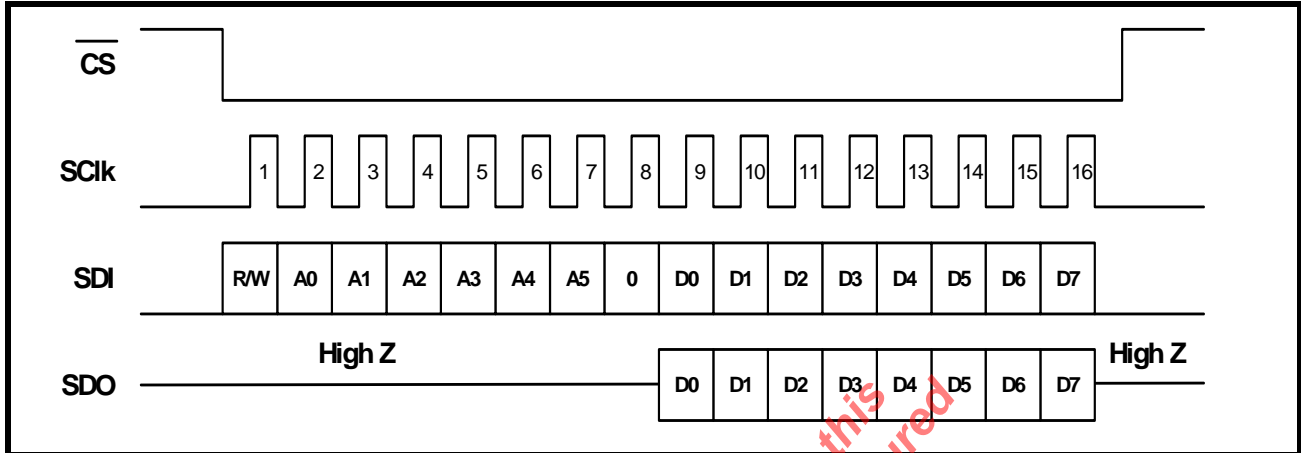 CS
SClk
1 2 3 4 5 6 7 8 9 10 11 12 13 14 15 16
SDI
R/W A0 A1 A2 A3 A4 A5 0 D0 D1 D2 D3 D4 D5 D6 D7
High Z High Z
SDO
D0 D1 D2 D3 D4 D5 D6 D7
this
ured